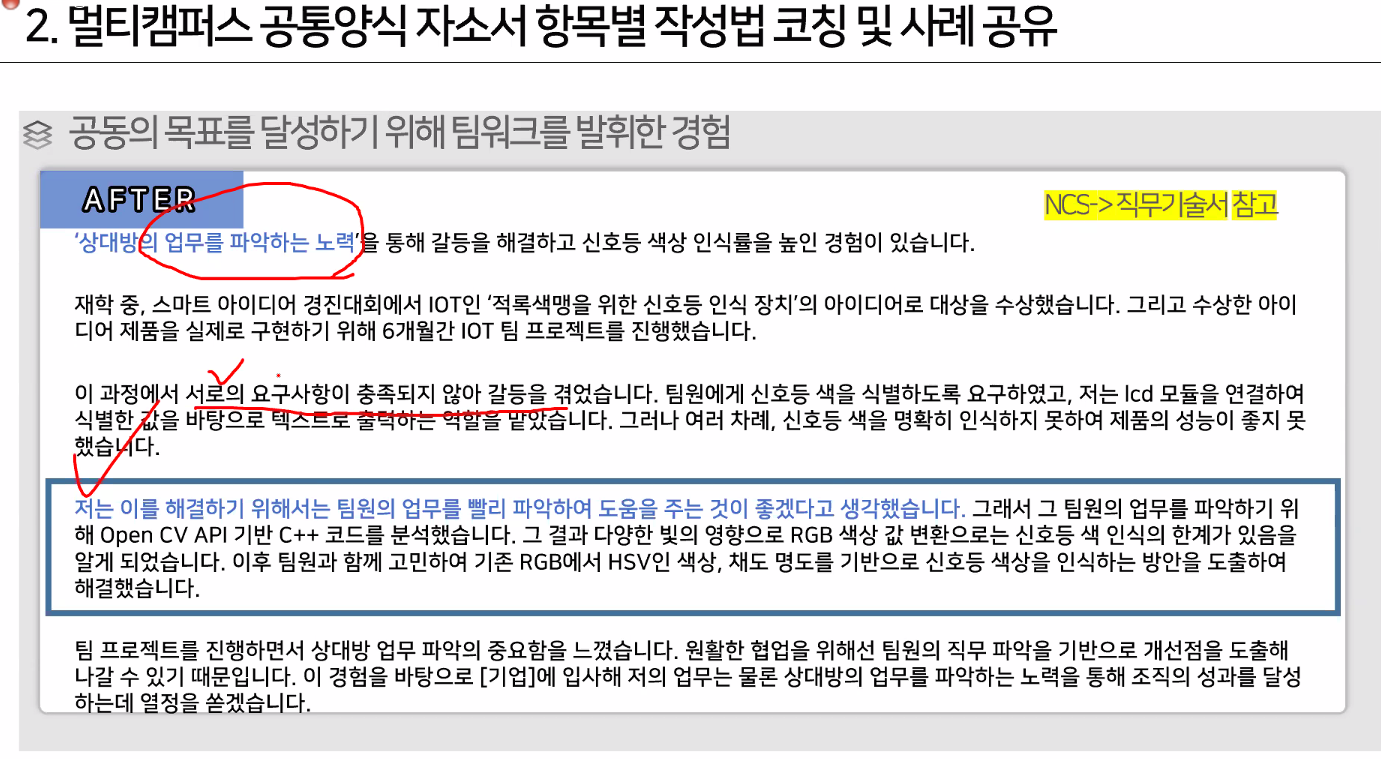 2. 멀티캠퍼스 공통양식 자소서 항목별 작성법 코칭 및 사례 공유
공동의 목표를 달성하기 위해 팀워크를 발휘한 경험
AFTER
NCS-> 직무기술서 참고
‘상대방의 업무를 파악하는 노력’을 통해 갈등을 해결하고 신호등 색상 인식률을 높인 경험이 있습니다.
재학 중, 스마트 아이디어 경진대회에서 IOT인 ‘적록색맹을 위한 신호등 인식 장치’의 아이디어로 대상을 수상했습니다. 그리고 수상한 아이
디어 제품을 실제로 구현하기 위해 6개월간 IOT 팀 프로젝트를 진행했습니다.
이 과정에서 서로의 요구사항이 충족되지 않아 갈등을 겪었습니다. 팀원에게 신호등 색을 식별하도록 요구하였고, 저는 lcd 모듈을 연결하여
식별한 값을 바탕으로 텍스트로 출력하는 역할을 맡았습니다. 그러나 여러 차례, 신호등 색을 명확히 인식하지 못하여 제품의 성능이 좋지 못
했습니다.
저는 이를 해결하기 위해서는 팀원의 업무를 빨리 파악하여 도움을 주는 것이 좋겠다고 생각했습니다. 그래서 그 팀원의 업무를 파악하기 위
해 Open CV API 기반 C++ 코드를 분석했습니다. 그 결과 다양한 빛의 영향으로 RGB 색상 값 변환으로는 신호등 색 인식의 한계가 있음을
알게 되었습니다. 이후 팀원과 함께 고민하여 기존 RGB에서 HSV인 색상, 채도 명도를 기반으로 신호등 색상을 인식하는 방안을 도출하여
해결했습니다.
팀 프로젝트를 진행하면서 상대방 업무 파악의 중요함을 느꼈습니다. 원활한 협업을 위해선 팀원의 직무 파악을 기반으로 개선점을 도출해
나갈 수 있기 때문입니다. 이 경험을 바탕으로 [기업]에 입사해 저의 업무는 물론 상대방의 업무를 파악하는 노력을 통해 조직의 성과를 달성
하는데 열정을 쏟겠습니다.